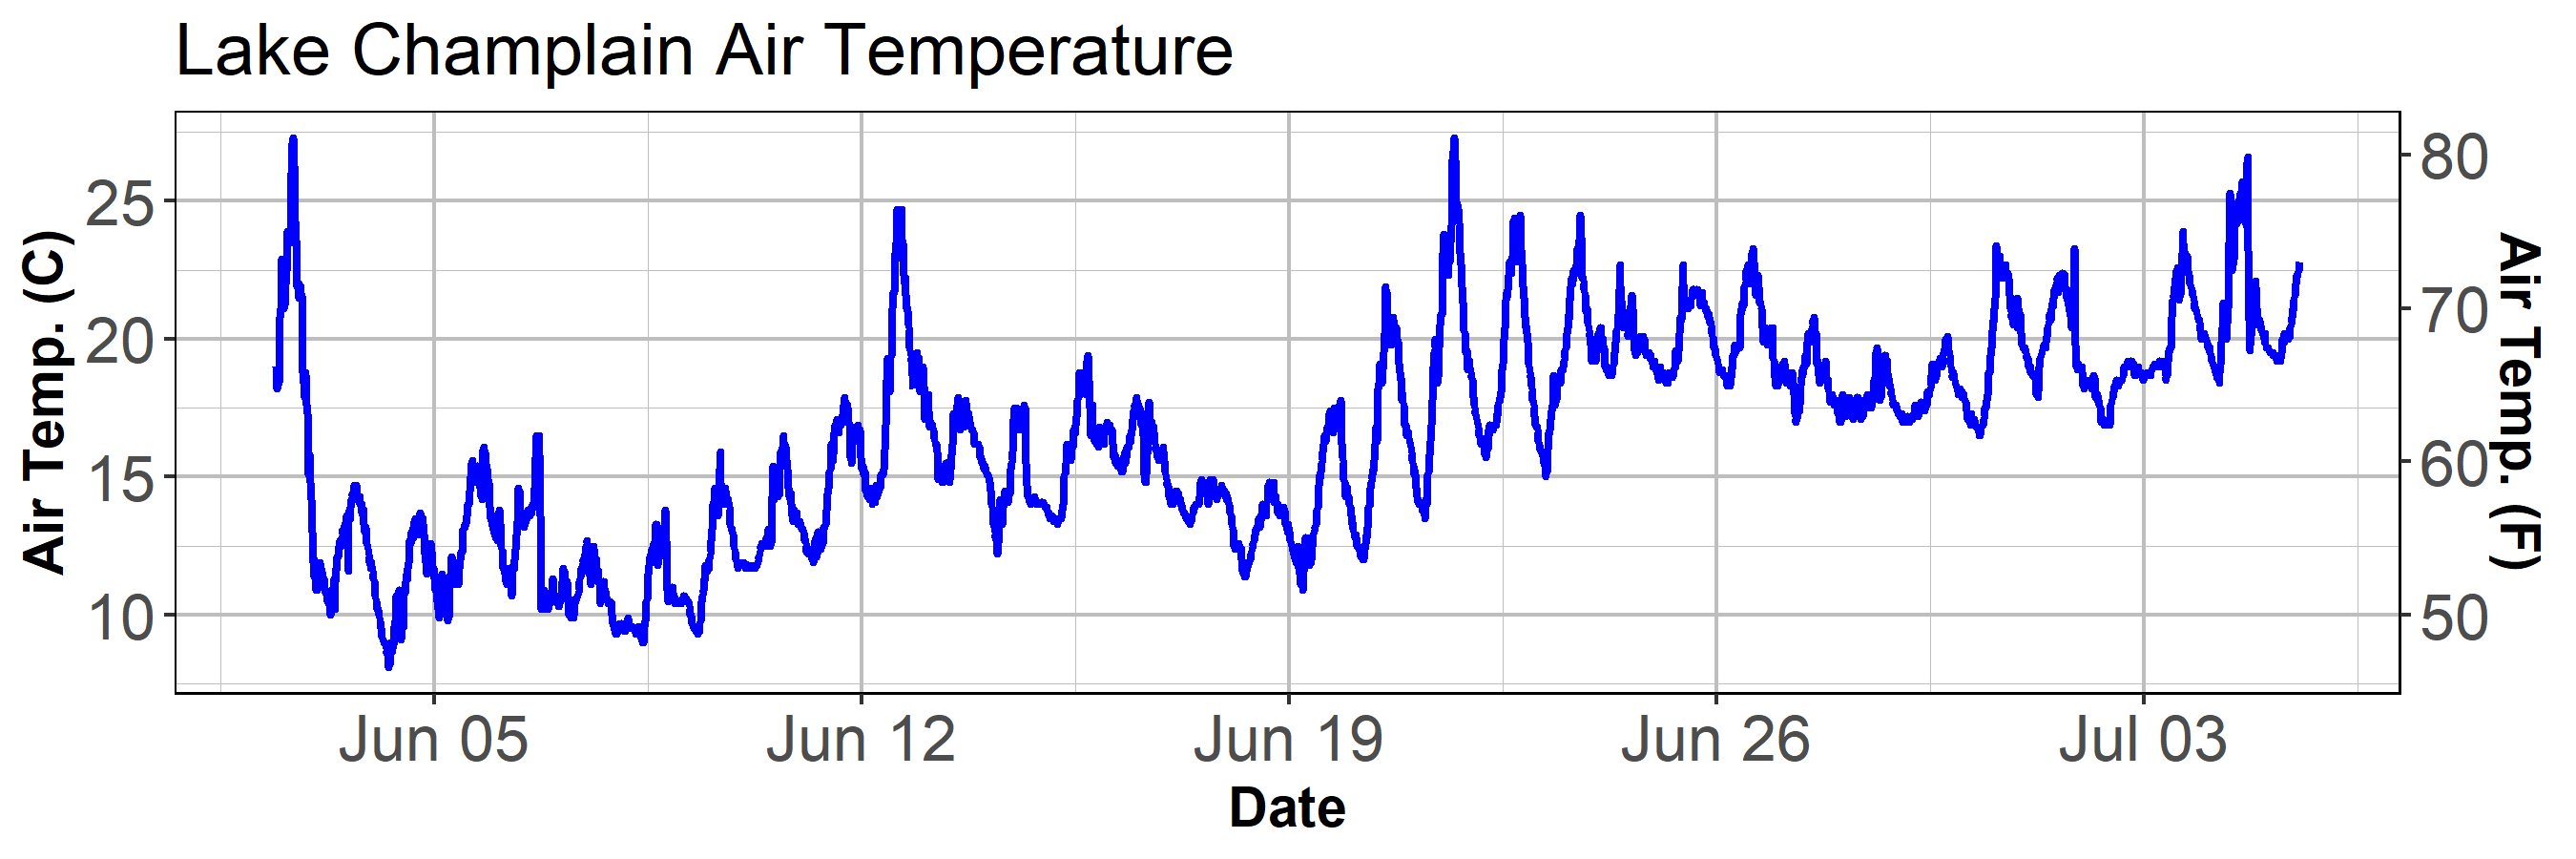 Lake Champlain Air Temperature
Air Temp. (C)
25
20
15
10
80
70
60
50
Air Temp. (F)
Jun 05 Jun 12 Jun 19 Jun 26 Jul 03
Date